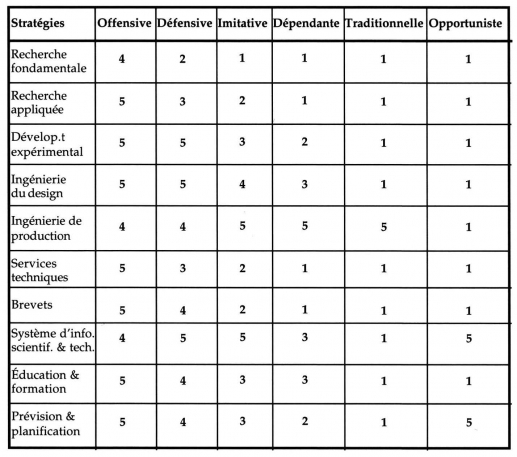 Stratégies Offensive Défensive Imitative Dépendante Traditionnelle Opportuniste
Recherche
fondamentale 4 2 1 1 1 1
Recherche
appliquée 5 3 2 1 1 1
Dévelop.t
expérimental 5 5 3 2 1 1
Ingénierie
du design 5 5 4 3 1 1
Ingénierie de
production 4 4 5 5 5 1
Services
techniques 5 3 2 1 1 1
Brevets 5 4 2 1 1 1
Système d'info.
scientif. & tech. 4 5 5 3 1 5
Éducation &
formation 5 4 3 3 1 1
Prévision &
planification 5 4 3 2 1 5